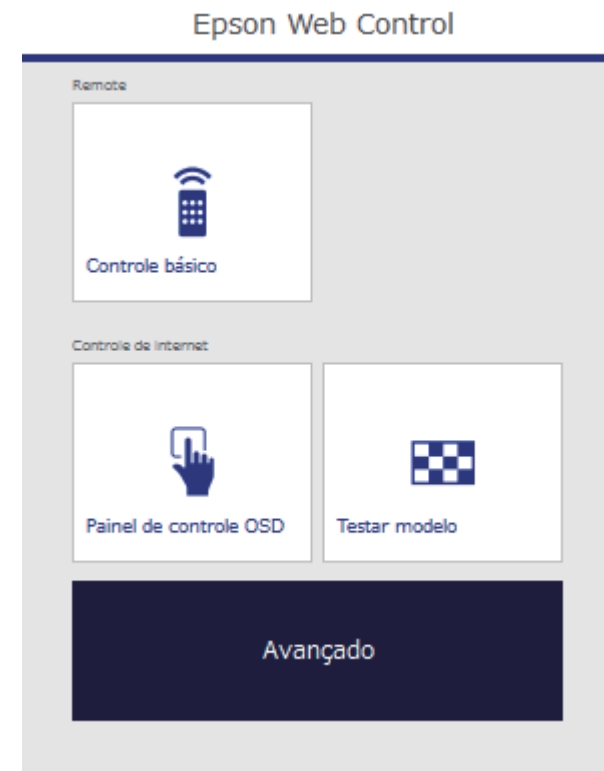 Epson Web Control
Remote
Controle básico
Controle de Internet
Painel de controle OSD
Testar modelo
Avançado